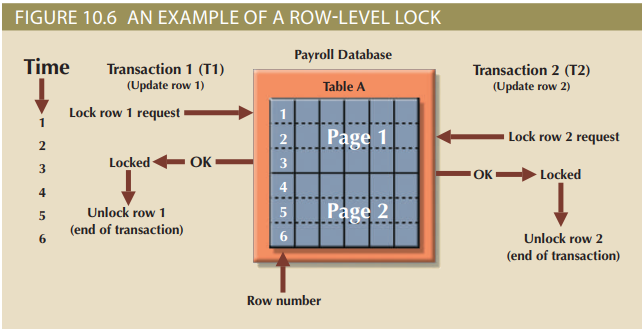 FIGURE 10.6 AN EXAMPLE OF A ROW-LEVEL LOCK
Time
Transaction 1 (T1)
(Update row 1)
Payroll Database
Table A
Transaction 2 (T2)
(Update row 2)
1
2
3
4
5
6
Lock row 1 request
Locked
OK
Unlock row 1
(end of transaction)
1
2
3
4
5
6
Page 1
Page 2
Row number
Lock row 2 request
OK
Locked
Unlock row 2
(end of transaction)